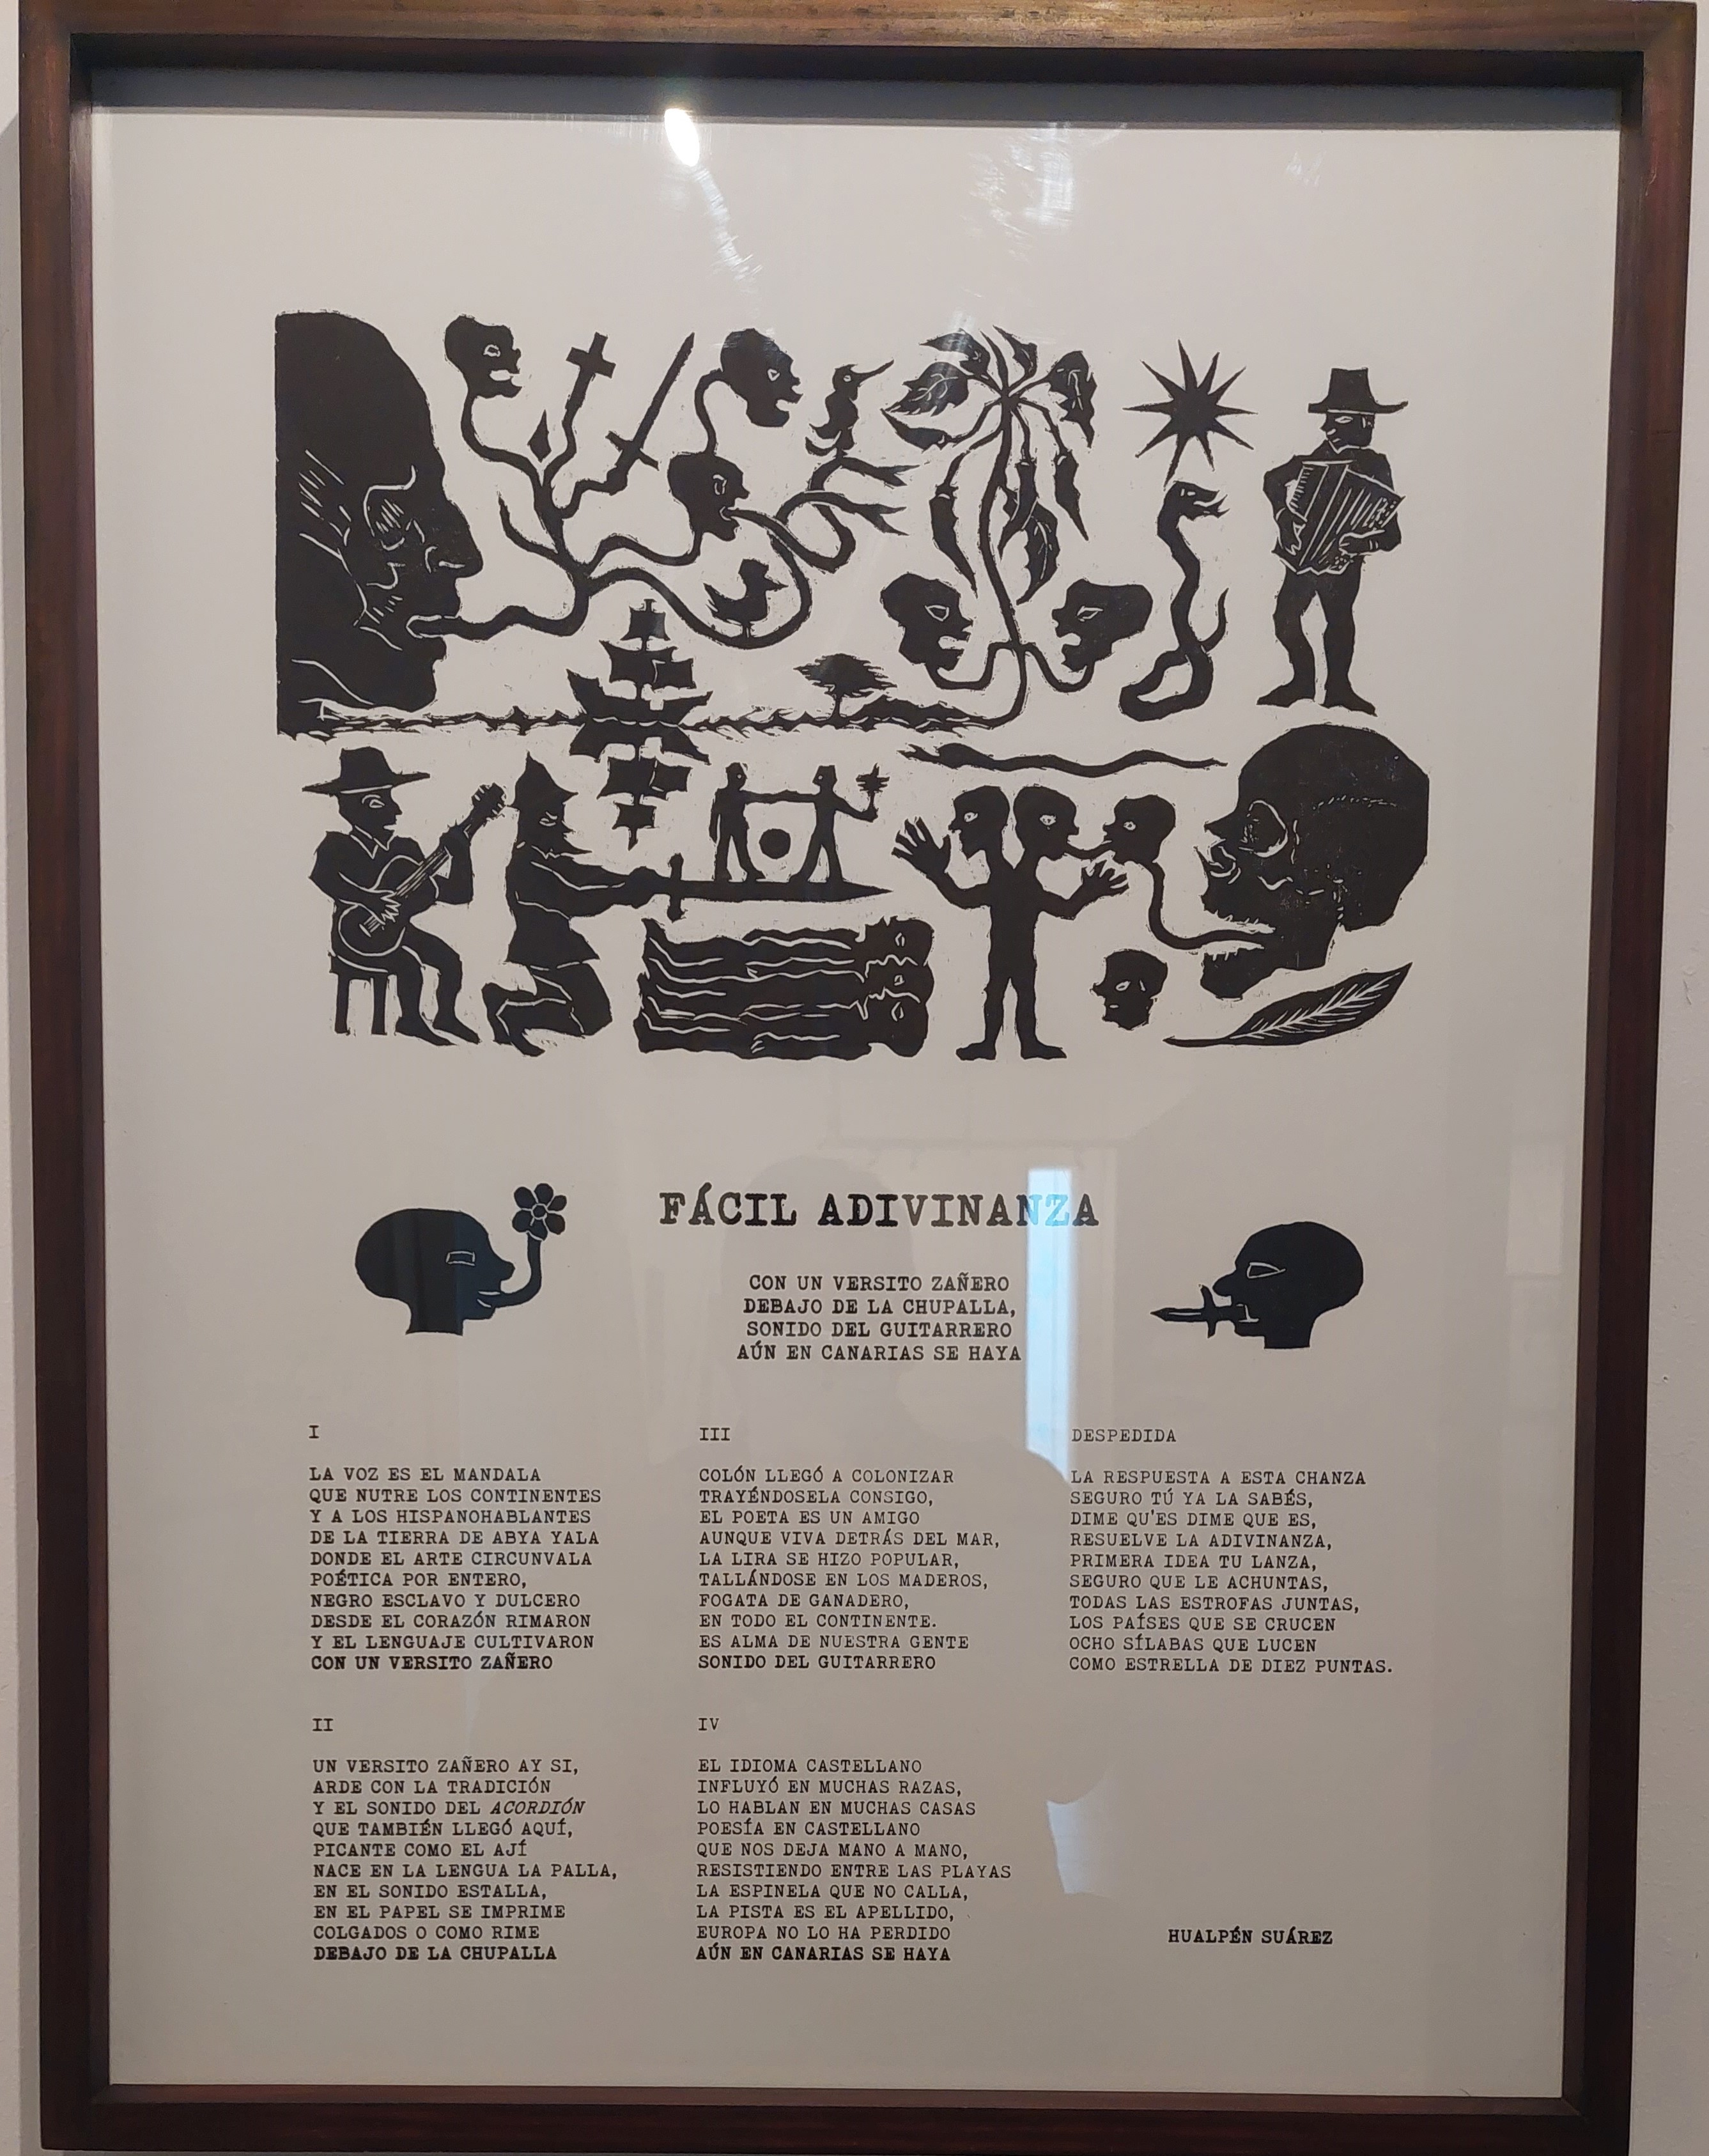 FÁCIL ADIVINANZA
CON UN VERSITO ZAÑERO
DEBAJO DE LA CHUPALLA,
SONIDO DEL GUITARRERO
AÚN EN CANARIAS SE HAYA
I
LA VOZ ES EL MANDALA
QUE NUTRE LOS CONTINENTES
Y A LOS HISPANOHABLANTES
DE LA TIERRA DE ABYA YALA
DONDE EL ARTE CIRCUNVALA
POÉTICA POR ENTERO,
NEGRO ESCLAVO Y DULCERO
DESDE EL CORAZÓN RIMARON
Y EL LENGUAJE CULTIVARON
CON UN VERSITO ZAÑERO
II
UN VERSITO ZAÑERO AY SI,
ARDE CON LA TRADICIÓN
Y EL SONIDO DEL ACORDIÓN
QUE TAMBIÉN LLEGÓ AQUÍ,
PICANTE COMO EL AJÍ
NACE EN LA LENGUA LA PALLA,
EN EL SONIDO ESTALLA,
EN EL PAPEL SE IMPRIME
COLGADOS O COMO RIME
DEBAJO DE LA CHUPALLA
III
COLÓN LLEGÓ A COLONIZAR
TRAYÉNDOSELA CONSIGO,
EL POETA ES UN AMIGO
AUNQUE VIVA DETRÁS DEL MAR,
LA LIRA SE HIZO POPULAR,
TALLÁNDOSE EN LOS MADEROS,
FOGATA DE GANADERO,
EN TODO EL CONTINENTE.
ES ALMA DE NUESTRA GENTE
SONIDO DEL GUITARRERO
IV
EL IDIOMA CASTELLANO
INFLUYÓ EN MUCHAS RAZAS,
LO HABLAN EN MUCHAS CASAS
POESÍA EN CASTELLANO
QUE NOS DEJA MANO A MANO,
RESISTIENDO ENTRE LAS PLAYAS
LA ESPINELA QUE NO CALLA,
LA PISTA ES EL APELLIDO,
EUROPA NO LO HA PERDIDO
AÚN EN CANARIAS SE HAYA
DESPEDIDA
LA RESPUESTA A ESTA CHANZA
SEGURO TÚ YA LA SABÉS,
DIME QU'ES DIME QUE ES,
RESUELVE LA ADIVINANZA,
PRIMERA IDEA TU LANZA,
SEGURO QUE LE ACHUNTAS,
TODAS LAS ESTROFAS JUNTAS,
LOS PAÍSES QUE SE CRUCEN
OCHO SÍLABAS QUE LUCEN
COMO ESTRELLA DE DIEZ PUNTAS.
HUALPÉN SUÁREZ